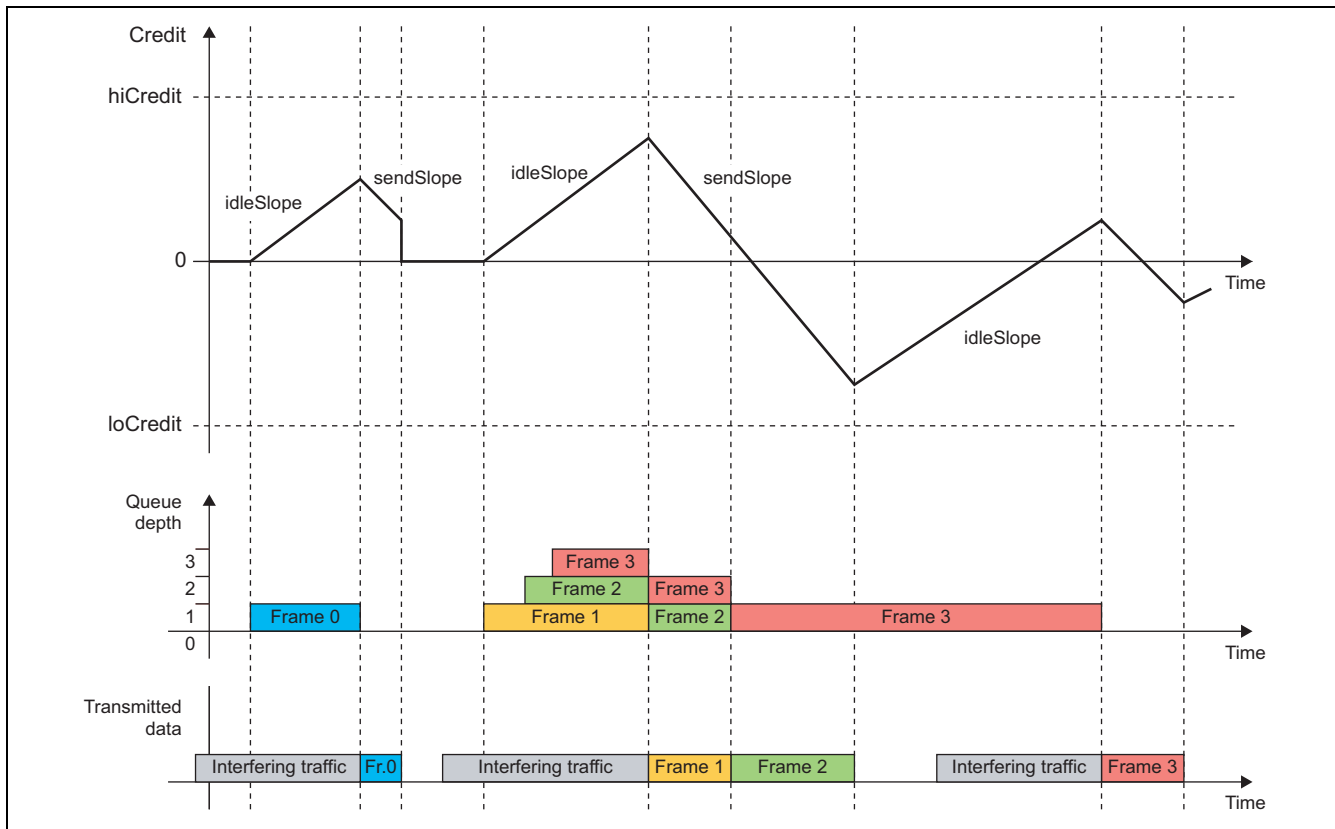 Credit
hiCredit
idleSlope
sendSlope
idleSlope
sendSlope
0
Time
idleSlope
loCredit
Queue
depth
3
Frame 3
2
Frame 2
Frame 3
1
Frame 0
Frame 1
Frame 2
Frame 3
0
Time
Transmitted
data
Interfering traffic
Fr.0
Interfering traffic
Frame 1
Frame 2
Interfering traffic
Frame 3
Time